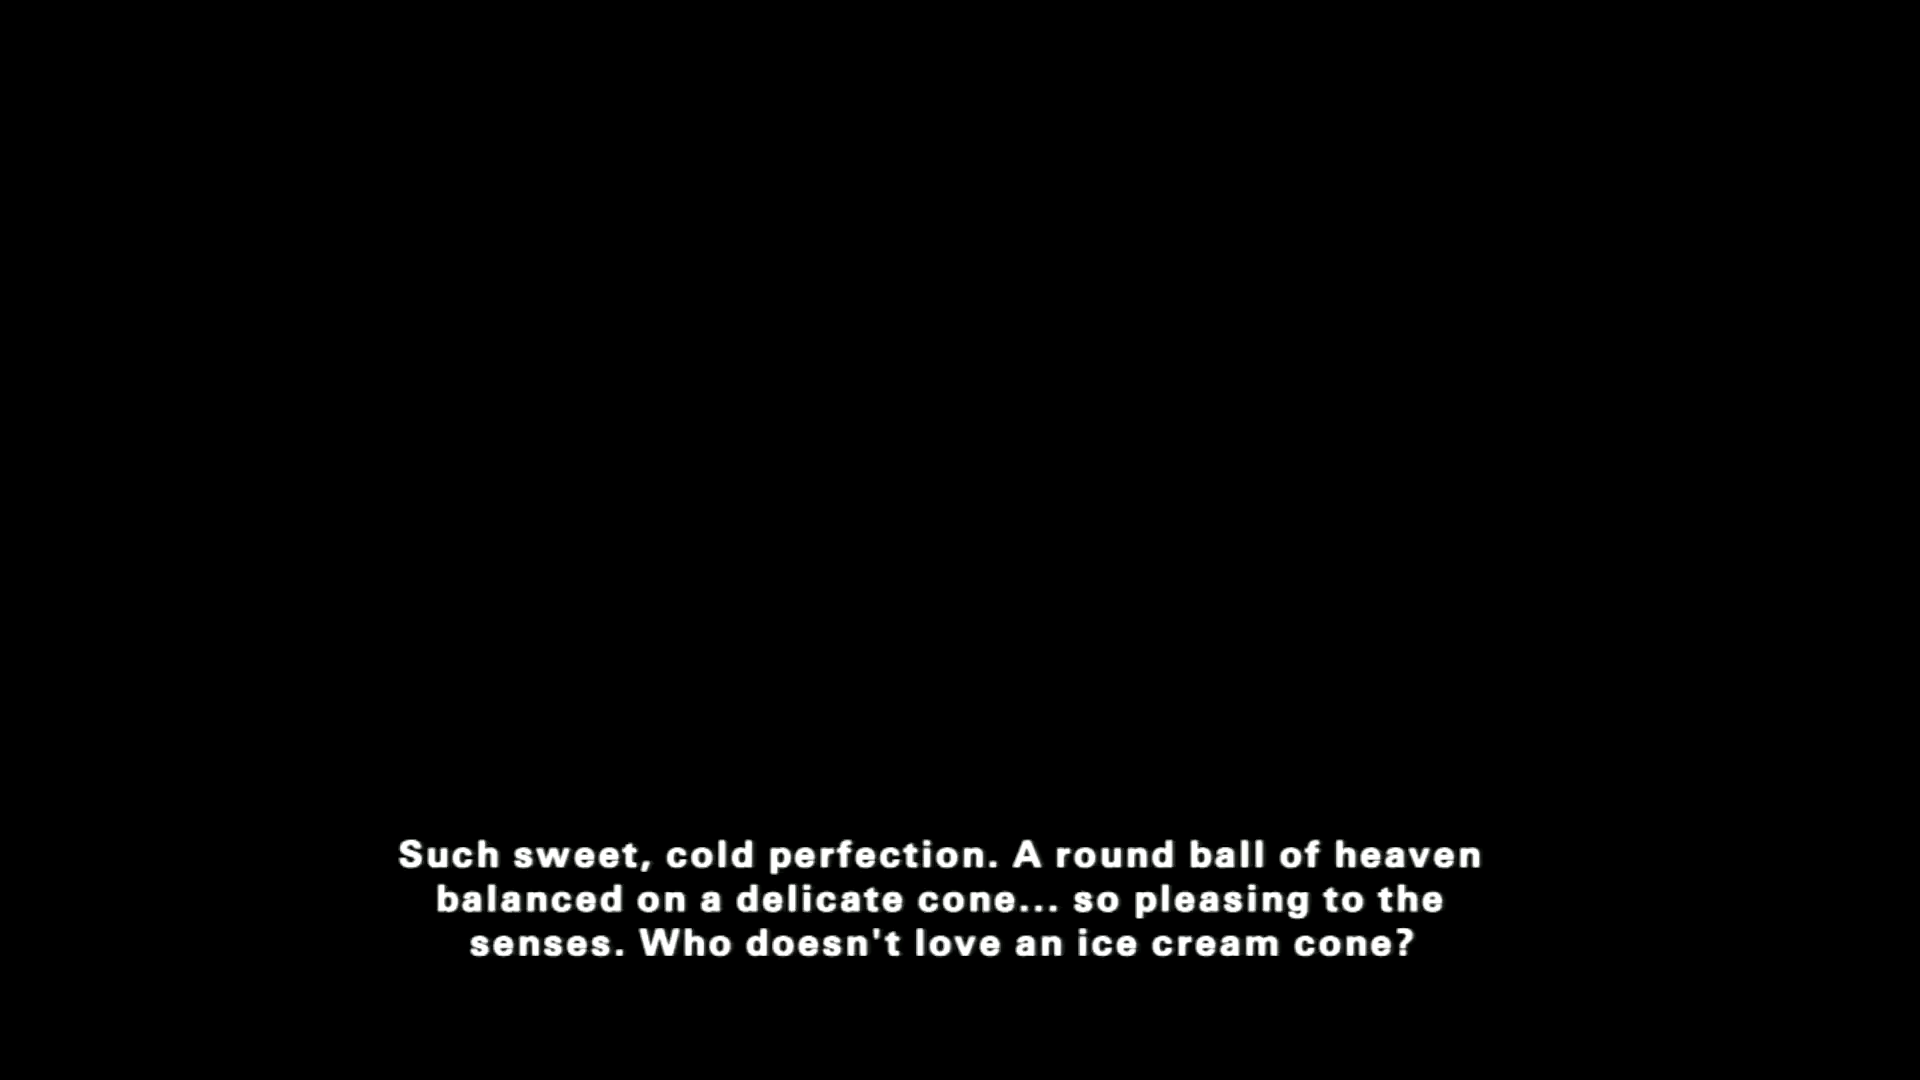 Such sweet, cold perfection. A round ball of heaven
balanced on a delicate cone... so pleasing to the
senses. Who doesn't love an ice cream cone?